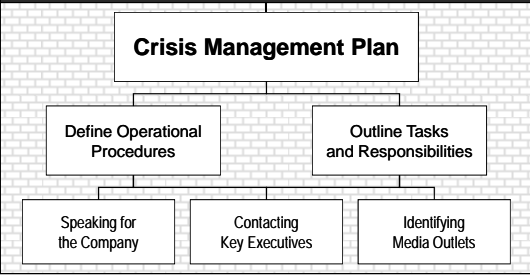 Crisis Management Plan
Define Operational
Procedures
Outline Tasks
and Responsibilities
Speaking for
the Company
Contacting
Key Executives
Identifying
Media Outlets